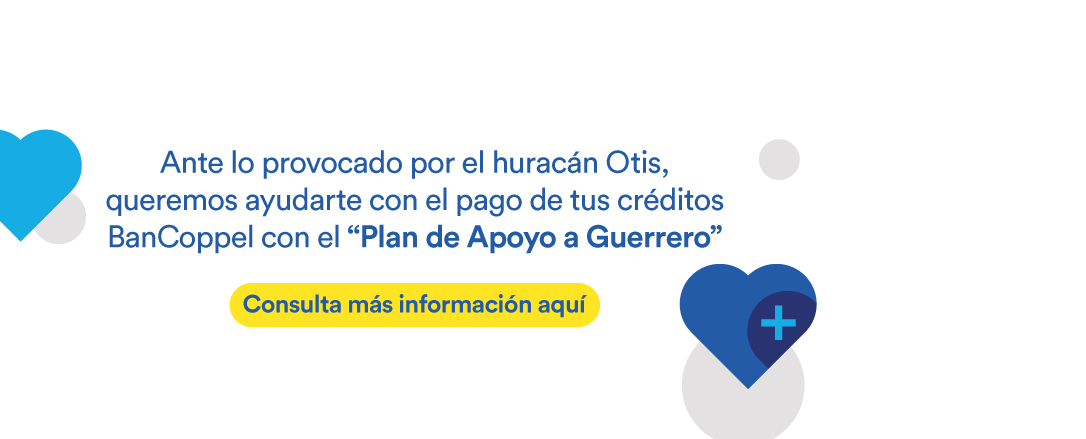 Ante lo provocado por el huracán Otis,
queremos ayudarte con el pago de tus créditos
BanCoppel con el “Plan de Apoyo a Guerrero”
Consulta más información aquí